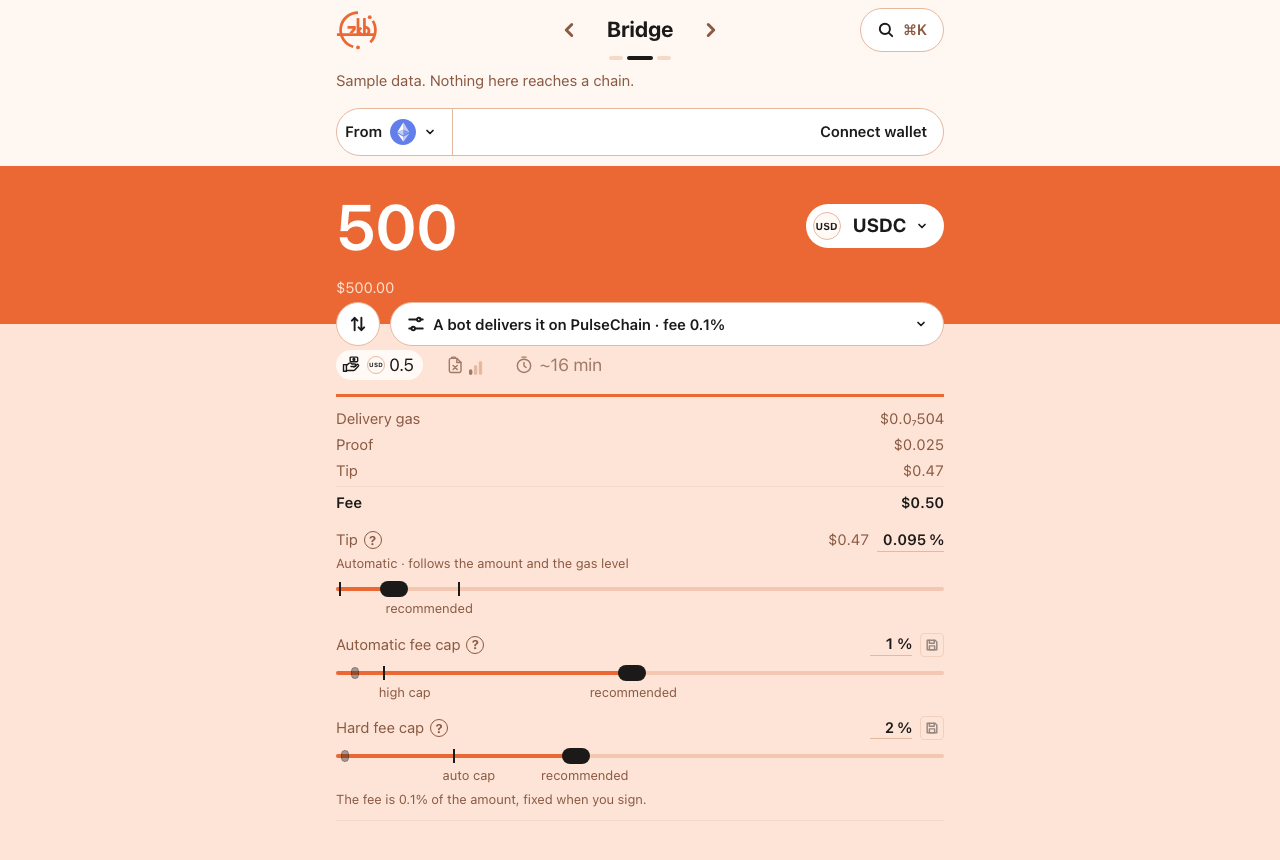 zkb
Bridge
⌘K
Sample data. Nothing here reaches a chain.
From
Connect wallet
500
USD USDC
$500.00
A bot delivers it on PulseChain · fee 0.1%
USD 0.5
~16 min
Delivery gas $0.0₇504
Proof $0.025
Tip $0.47
Fee $0.50
Tip ? $0.47 0.095 %
Automatic · follows the amount and the gas level
recommended
Automatic fee cap ? 1 %
high cap recommended
Hard fee cap ? 2 %
auto cap recommended
The fee is 0.1% of the amount, fixed when you sign.